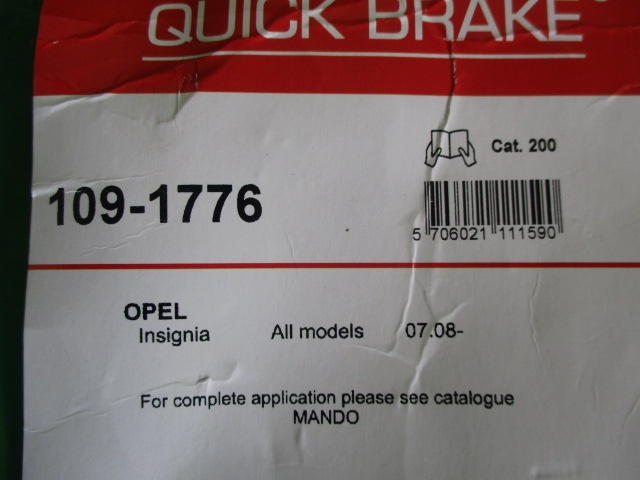 QUICK BRAKE
Cat. 200
109-1776
5 706021 111590
OPEL
Insignia All models 07.08-
For complete application please see catalogue
MANDO